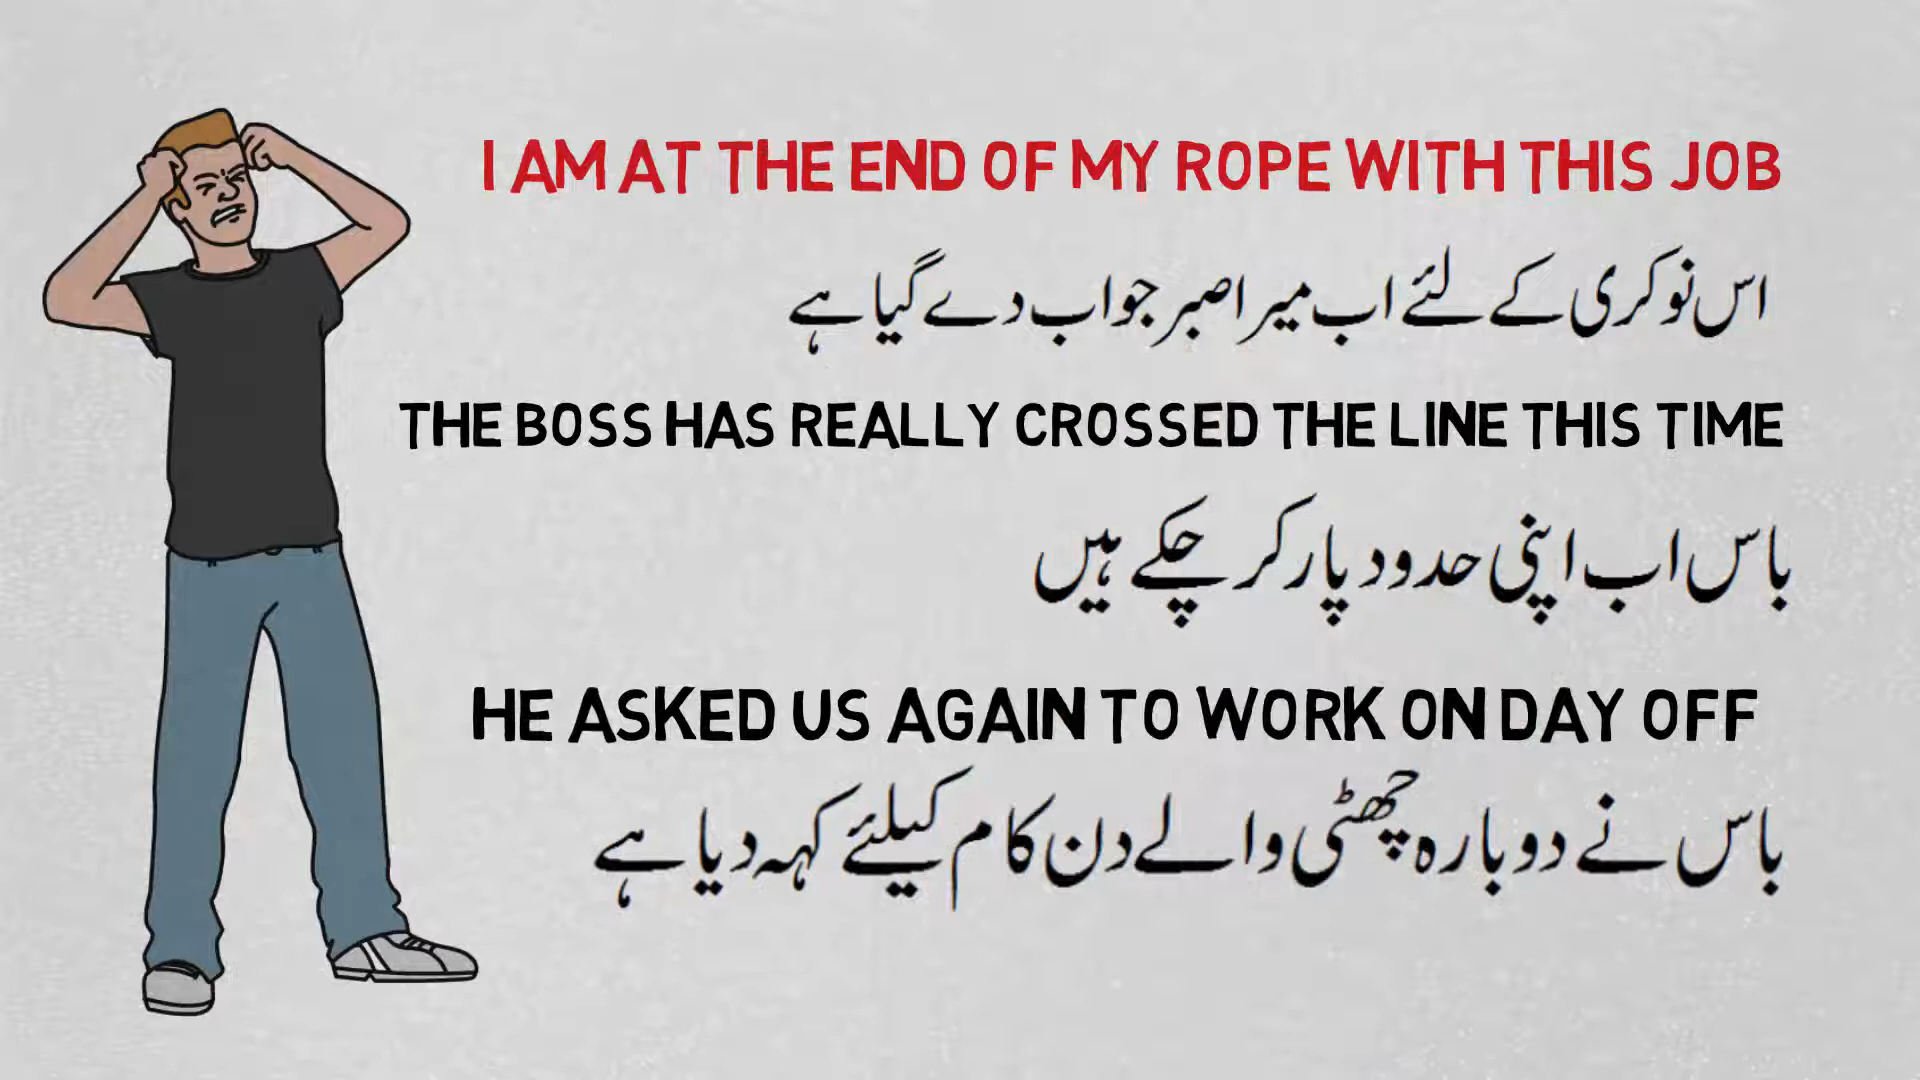 I AM AT THE END OF MY ROPE WITH THIS JOB
اس نوکری کے لئے اب میرا صبر جواب دے گیا ہے
THE BOSS HAS REALLY CROSSED THE LINE THIS TIME
باس اب اپنی حدود پار کر چکے ہیں
HE ASKED US AGAIN TO WORK ON DAY OFF
باس نے دوبارہ چھٹی والے دن کام کیلئے کہہ دیا ہے